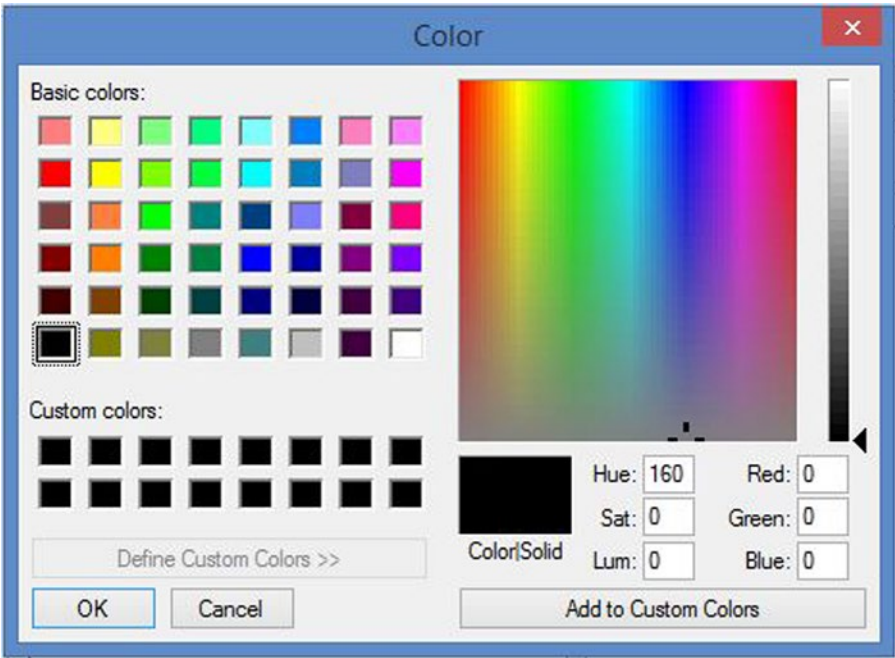 Color
Basic colors:
Custom colors:
Define Custom Colors >>
OK Cancel
Color|Solid
Hue: 160 Red: 0
Sat: 0 Green: 0
Lum: 0 Blue: 0
Add to Custom Colors